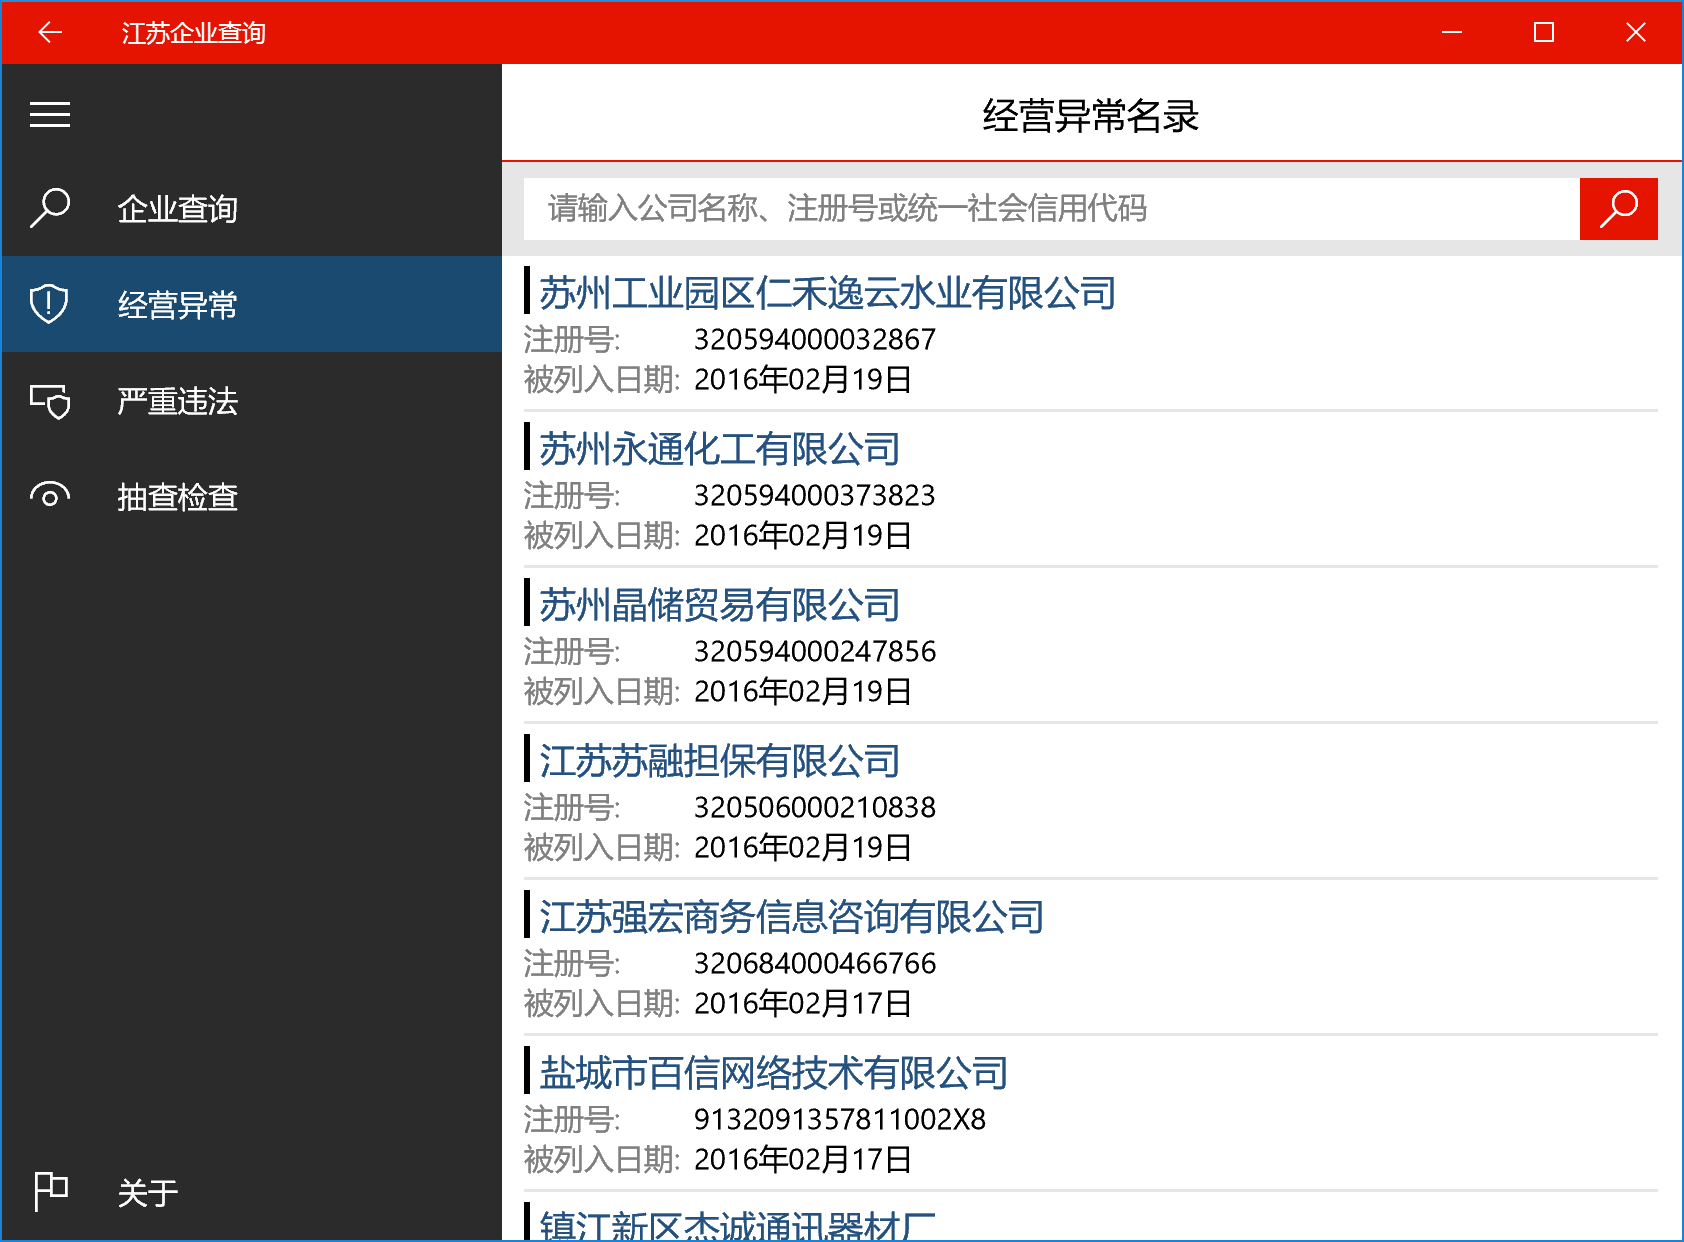 江苏企业查询
企业查询
经营异常
严重违法
抽查检查
关于
经营异常名录
请输入公司名称、注册号或统一社会信用代码
苏州工业园区仁禾逸云水业有限公司
注册号: 320594000032867
被列入日期: 2016年02月19日
苏州永通化工有限公司
注册号: 320594000373823
被列入日期: 2016年02月19日
苏州晶储贸易有限公司
注册号: 320594000247856
被列入日期: 2016年02月19日
江苏苏融担保有限公司
注册号: 320506000210838
被列入日期: 2016年02月19日
江苏强宏商务信息咨询有限公司
注册号: 320684000466766
被列入日期: 2016年02月17日
盐城市百信网络技术有限公司
注册号: 9132091357811002X8
被列入日期: 2016年02月17日
镇江新区杰诚通讯器材厂